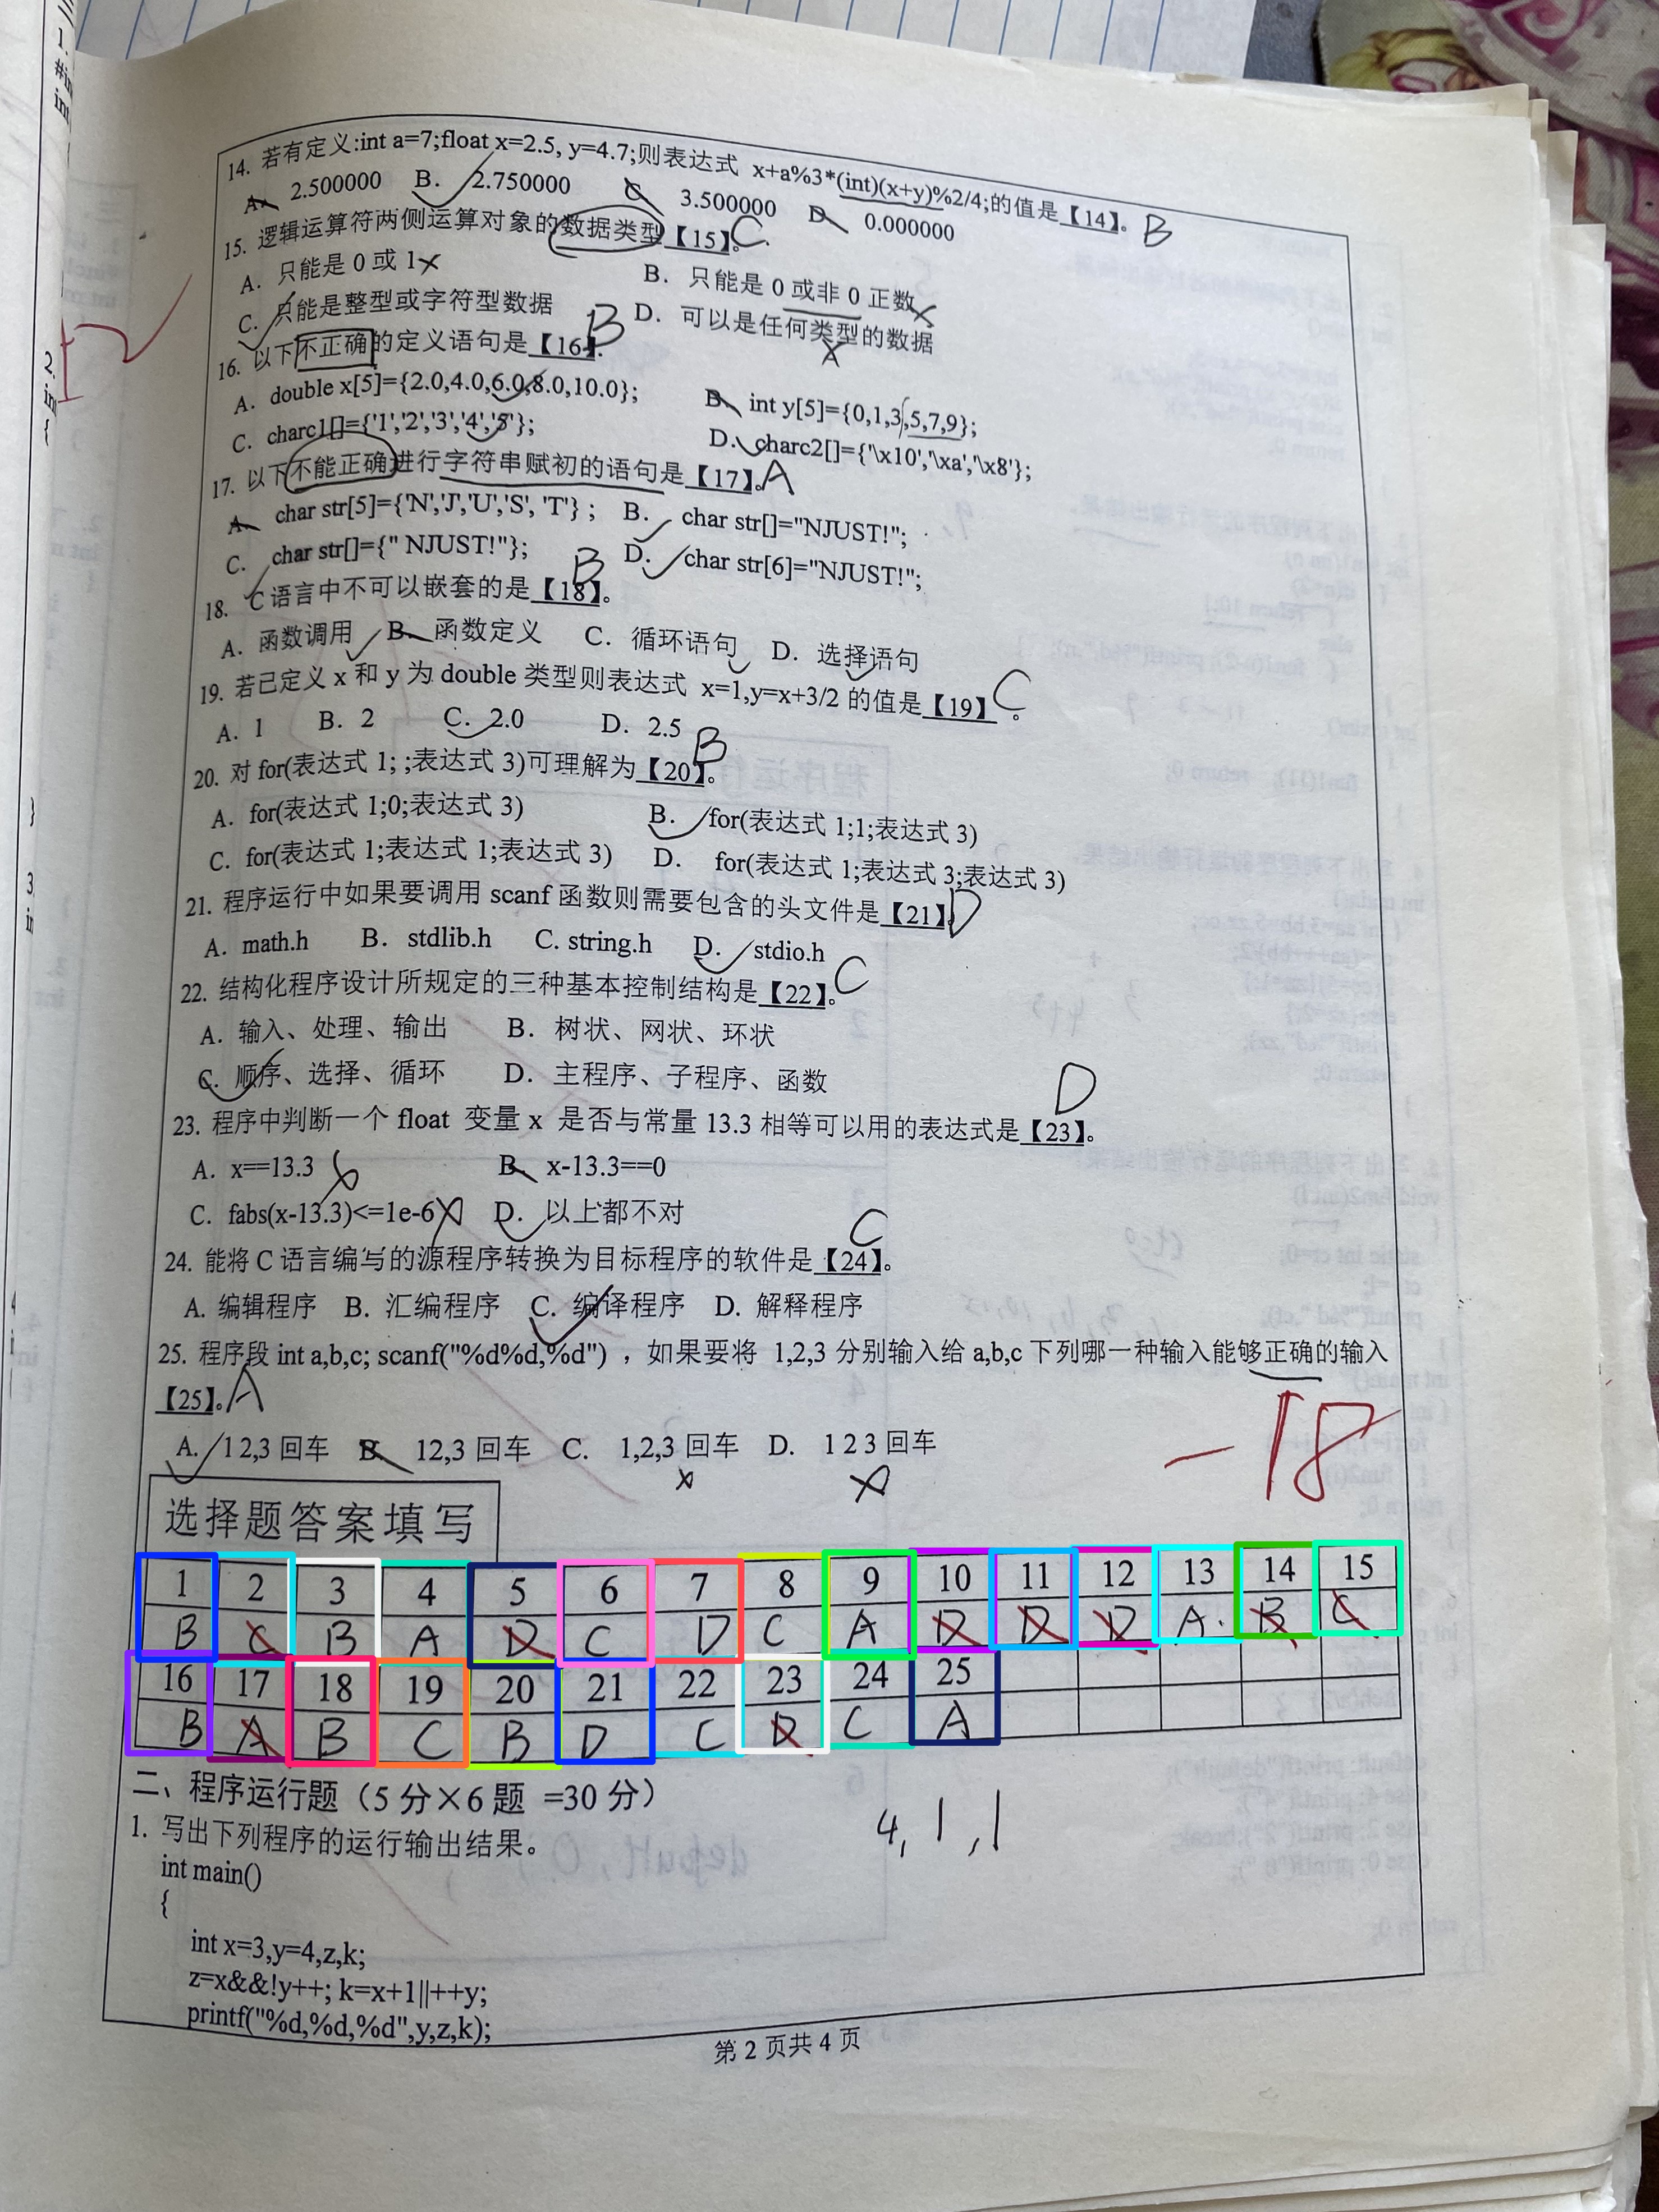 14. 若有定义:int a=7;float x=2.5, y=4.7;则表达式 x+a%3*(int)(x+y)%2/4;的值是【14】。 B
A. 2.500000 B. 2.750000 C 3.500000 D 0.000000
15. 逻辑运算符两侧运算对象的数据类型【15】。 C.
A. 只能是 0 或 1 B. 只能是 0 或非 0 正数
C. 只能是整型或字符型数据 D. 可以是任何类型的数据
16. 以下不正确的定义语句是【16】. B
A. double x[5]={2.0,4.0,6.0,8.0,10.0}; B. int y[5]={0,1,3,5,7,9};
C. charc1[]={'1','2','3','4','5'}; D. charc2[]={'\x10','\xa','\x8'};
17. 以下不能正确进行字符串赋初的语句是【17】。 A
A. char str[5]={'N','J','U','S', 'T'} ; B. char str[]="NJUST!";
C. char str[]={" NJUST!"}; D. char str[6]="NJUST!";
18. C 语言中不可以嵌套的是【18】。 B
A. 函数调用 B. 函数定义 C. 循环语句 D. 选择语句
19. 若已定义 x 和 y 为 double 类型则表达式 x=1,y=x+3/2 的值是【19】 。 C
A. 1 B. 2 C. 2.0 D. 2.5
20. 对 for(表达式 1; ;表达式 3)可理解为【20】。 B
A. for(表达式 1;0;表达式 3) B. for(表达式 1;1;表达式 3)
C. for(表达式 1;表达式 1;表达式 3) D. for(表达式 1;表达式 3;表达式 3)
21. 程序运行中如果要调用 scanf 函数则需要包含的头文件是【21】. D
A. math.h B. stdlib.h C. string.h D. stdio.h
22. 结构化程序设计所规定的三种基本控制结构是【22】。 C
A. 输入、处理、输出 B. 树状、网状、环状
C. 顺序、选择、循环 D. 主程序、子程序、函数
23. 程序中判断一个 float 变量 x 是否与常量 13.3 相等可以用的表达式是【23】。 D
A. x==13.3 B. x-13.3==0
C. fabs(x-13.3)<=1e-6 D. 以上都不对
24. 能将 C 语言编写的源程序转换为目标程序的软件是【24】。 C
A. 编辑程序 B. 汇编程序 C. 编译程序 D. 解释程序
25. 程序段 int a,b,c; scanf("%d%d,%d") ，如果要将 1,2,3 分别输入给 a,b,c 下列哪一种输入能够正确的输入
【25】。 A
A. 1 2,3 回车 B. 12,3 回车 C. 1,2,3 回车 D. 1 2 3 回车
-18
选择题答案填写
1 2 3 4 5 6 7 8 9 10 11 12 13 14 15
B C B A D C D C A D D D A. B C
16 17 18 19 20 21 22 23 24 25
B A B C B D C D C A
二、程序运行题（5 分×6 题 =30 分）
1. 写出下列程序的运行输出结果。
4, 1, 1
int main()
{
int x=3,y=4,z,k;
z=x&&!y++; k=x+1||++y;
printf("%d,%d,%d",y,z,k);
第 2 页共 4 页